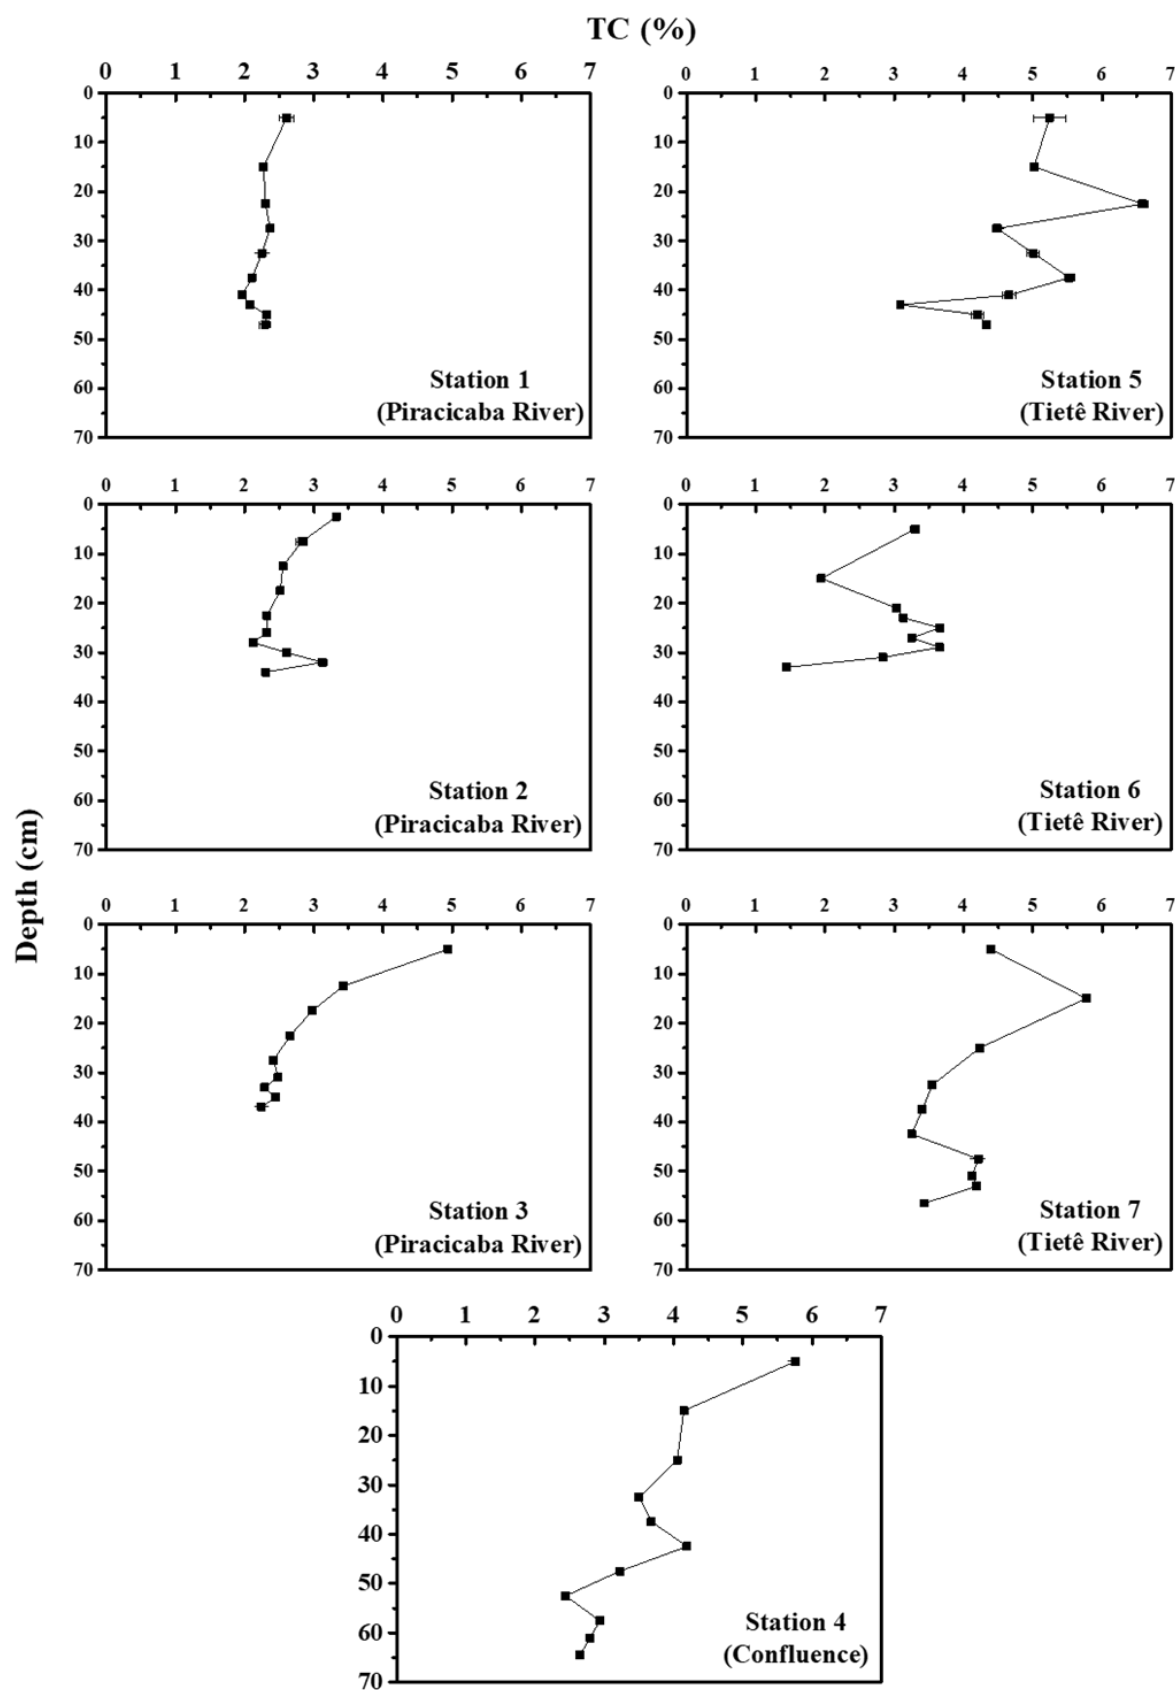 TC (%)
0 1 2 3 4 5 6 7
0
10
20
30
40
50
60
70
Station 1
(Piracicaba River)
0 1 2 3 4 5 6 7
0
10
20
30
40
50
60
70
Station 5
(Tietê River)
0 1 2 3 4 5 6 7
0
10
20
30
40
50
60
70
Station 2
(Piracicaba River)
0 1 2 3 4 5 6 7
0
10
20
30
40
50
60
70
Station 6
(Tietê River)
Depth (cm)
0 1 2 3 4 5 6 7
0
10
20
30
40
50
60
70
Station 3
(Piracicaba River)
0 1 2 3 4 5 6 7
0
10
20
30
40
50
60
70
Station 7
(Tietê River)
0 1 2 3 4 5 6 7
0
10
20
30
40
50
60
70
Station 4
(Confluence)